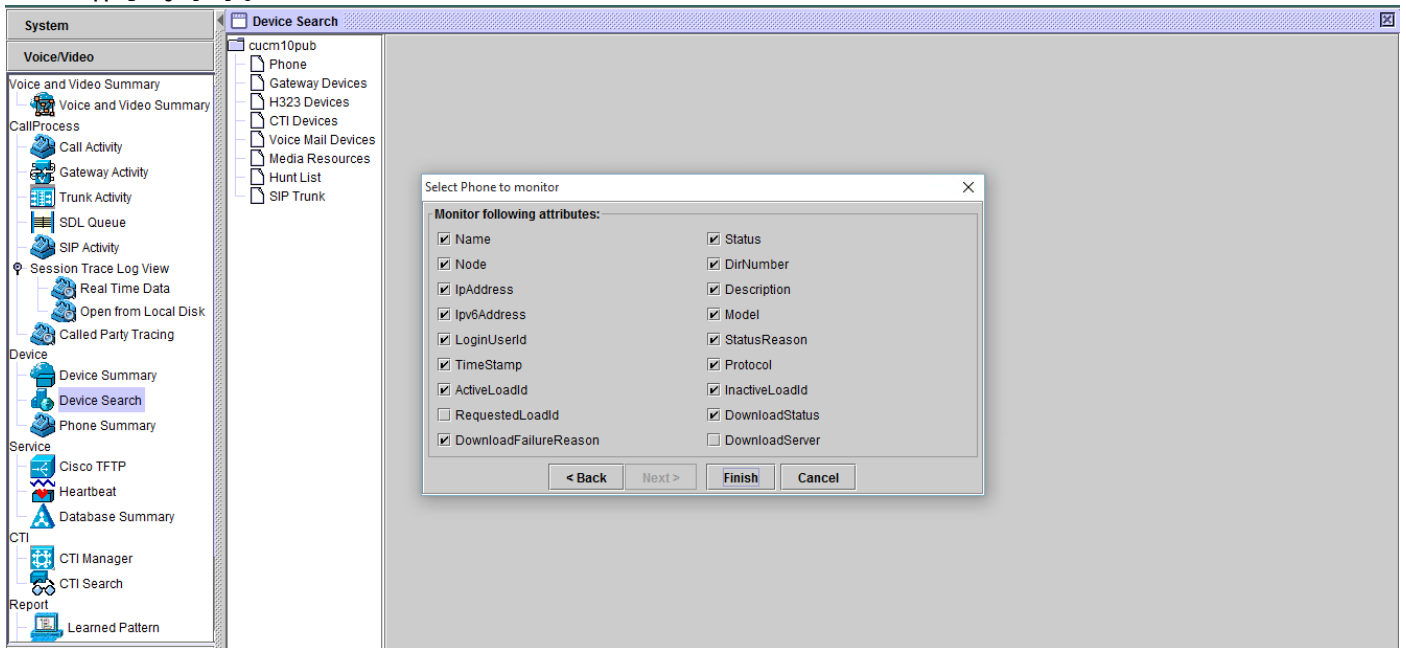 System
Voice/Video
Voice and Video Summary
Voice and Video Summary
CallProcess
Call Activity
Gateway Activity
Trunk Activity
SDL Queue
SIP Activity
Session Trace Log View
Real Time Data
Open from Local Disk
Called Party Tracing
Device
Device Summary
Device Search
Phone Summary
Service
Cisco TFTP
Heartbeat
Database Summary
CTI
CTI Manager
CTI Search
Report
Learned Pattern
Device Search
cucm10pub
Phone
Gateway Devices
H323 Devices
CTI Devices
Voice Mail Devices
Media Resources
Hunt List
SIP Trunk
Select Phone to monitor
Monitor following attributes:
Name Status
Node DirNumber
IpAddress Description
Ipv6Address Model
LoginUserId StatusReason
TimeStamp Protocol
ActiveLoadId InactiveLoadId
RequestedLoadId DownloadStatus
DownloadFailureReason DownloadServer
< Back Next > Finish Cancel